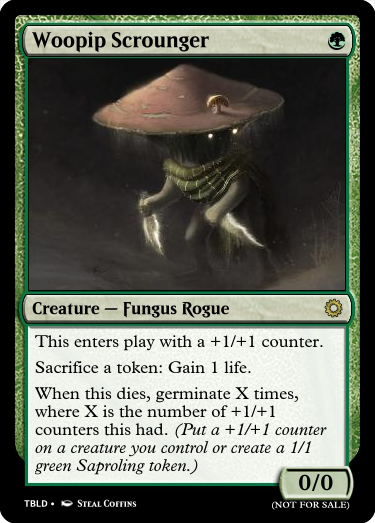 Woopip Scrounger
Creature — Fungus Rogue
This enters play with a +1/+1 counter.
Sacrifice a token: Gain 1 life.
When this dies, germinate X times,
where X is the number of +1/+1
counters this had. (Put a +1/+1 counter
on a creature you control or create a 1/1
green Saproling token.)
0/0
TBLD • Steal Coffins
(NOT FOR SALE)